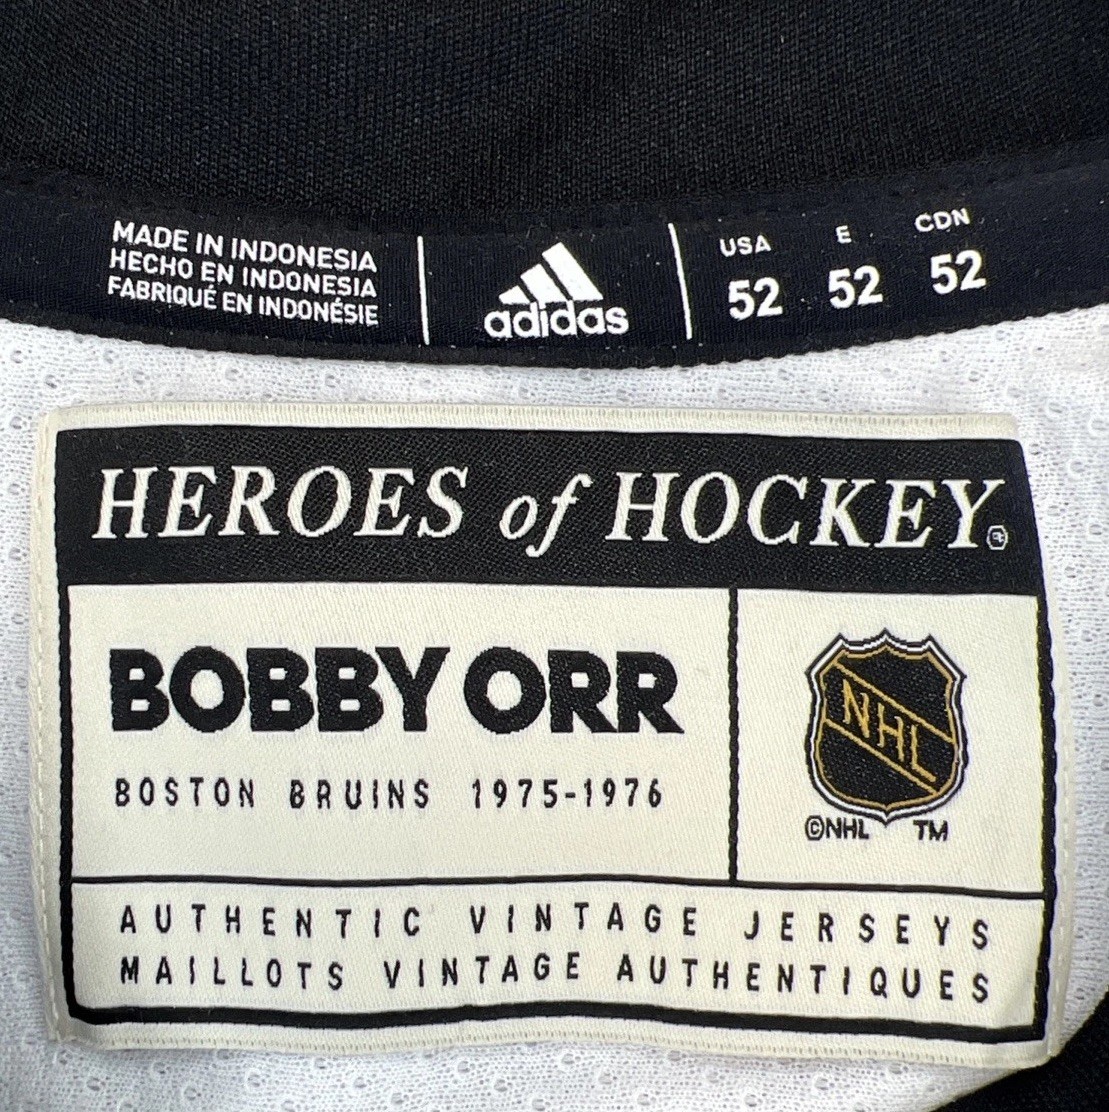 MADE IN INDONESIA
HECHO EN INDONESIA
FABRIQUÉ EN INDONÉSIE
adidas
USA E CDN
52 52 52
HEROES of HOCKEY®
BOBBY ORR
BOSTON BRUINS 1975-1976
NHL
©NHL TM
AUTHENTIC VINTAGE JERSEYS
MAILLOTS VINTAGE AUTHENTIQUES